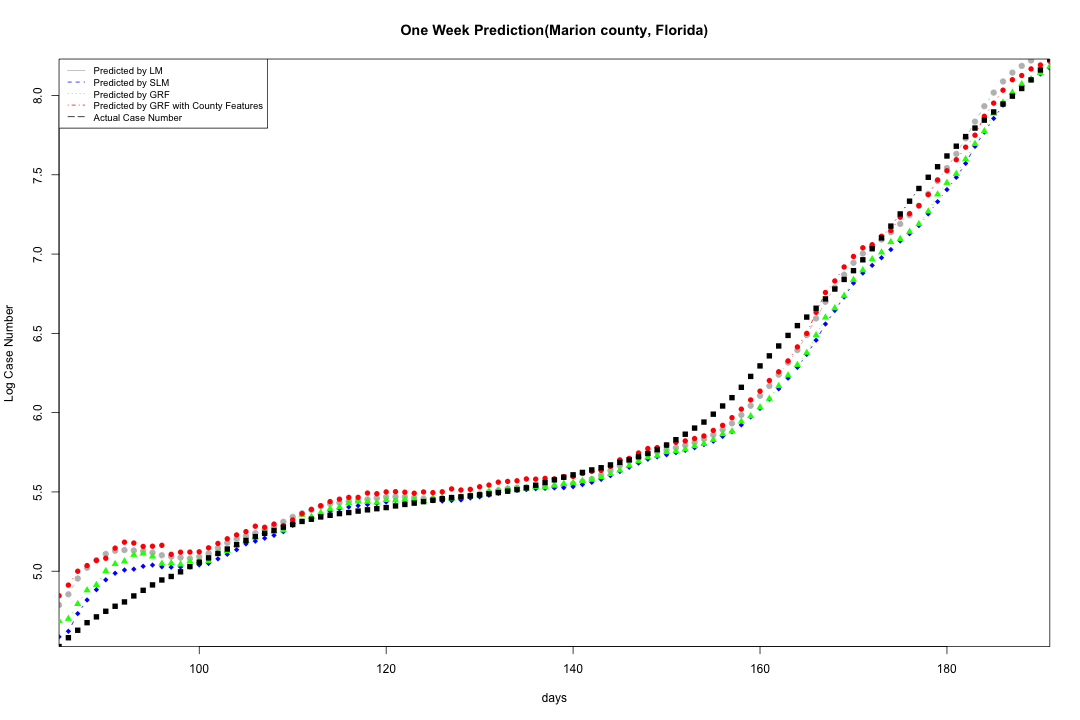 One Week Prediction(Marion county, Florida)
Predicted by LM
Predicted by SLM
Predicted by GRF
Predicted by GRF with County Features
Actual Case Number
8.0
7.5
7.0
6.5
6.0
5.5
5.0
Log Case Number
100
120
140
160
180
days